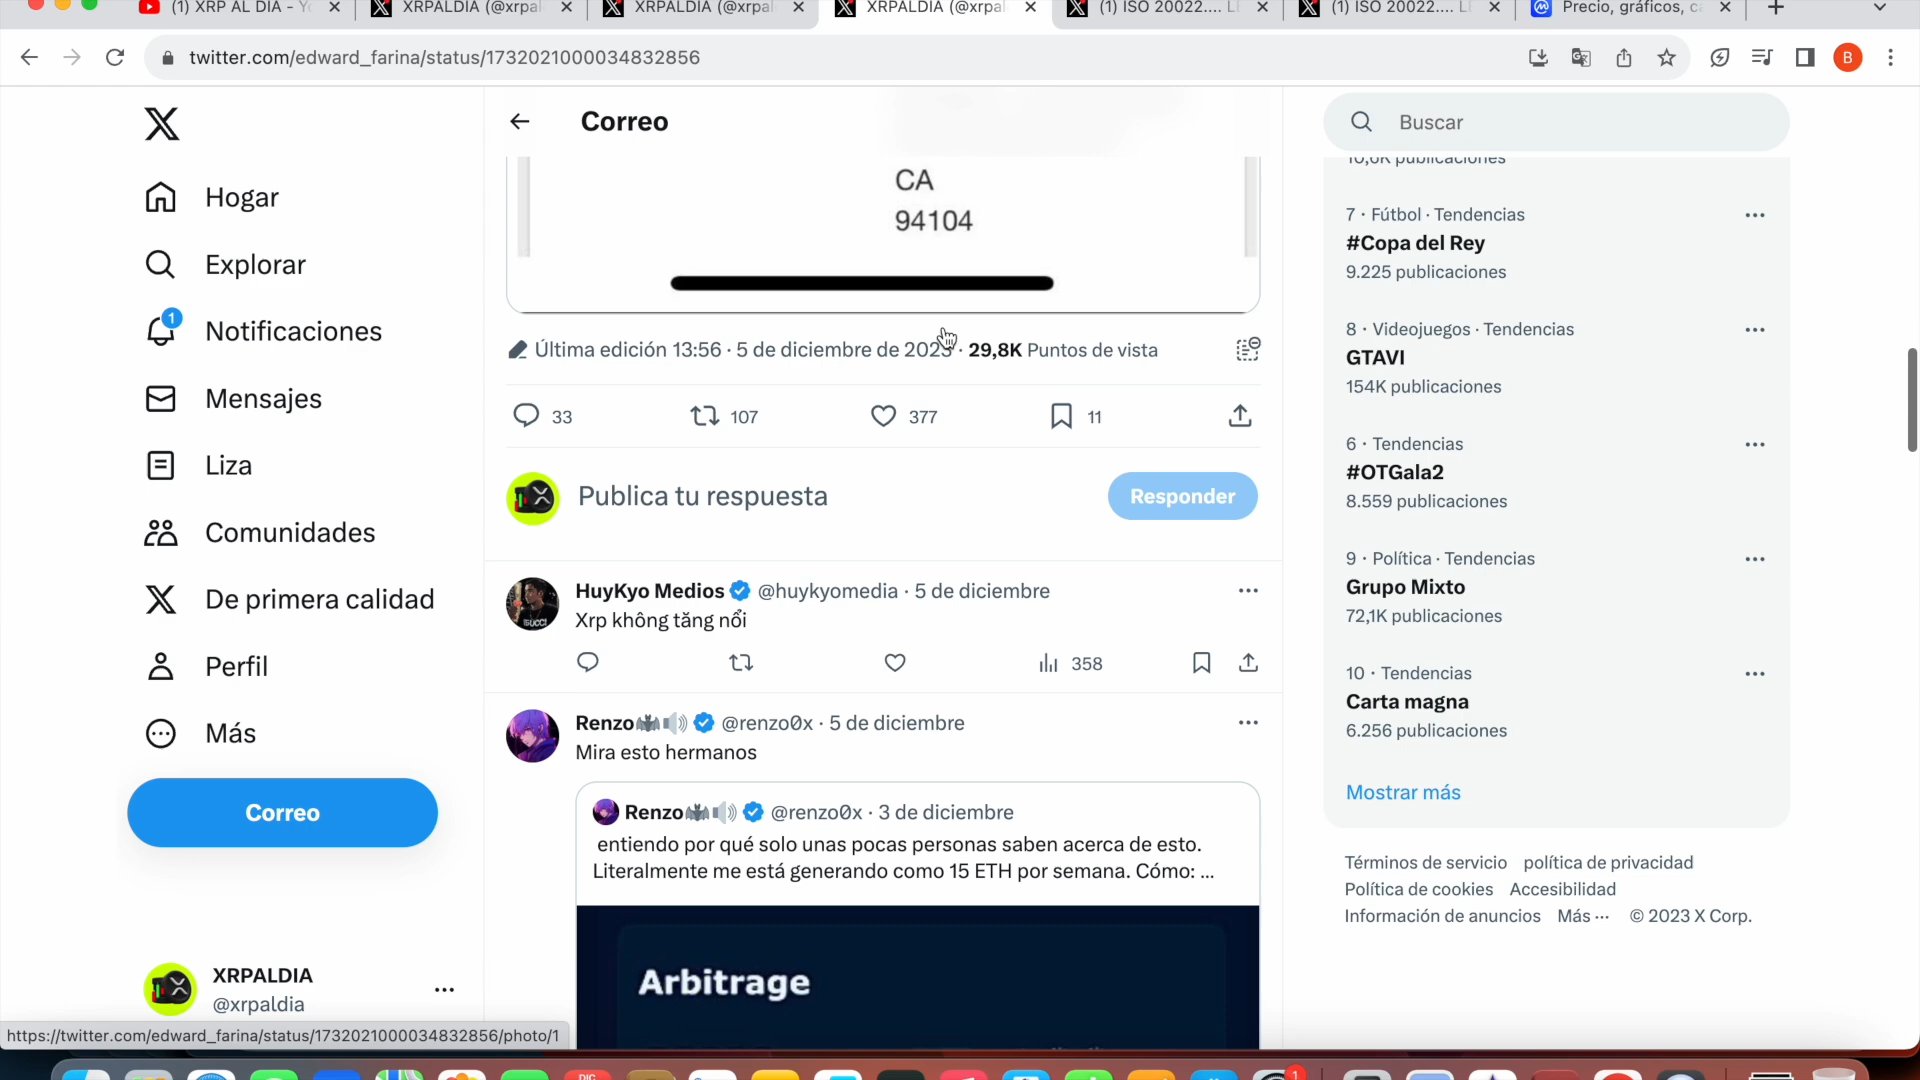 (1) XRP AL DIA - Y
XRPALDIA (@xrpal
XRPALDIA (@xrpal
XRPALDIA (@xrpal
(1) ISO 20022.... LE
(1) ISO 20022.... LE
Precio, gráficos, ca
twitter.com/edward_farina/status/1732021000034832856
B
Hogar
Explorar
1
Notificaciones
Mensajes
Liza
Comunidades
De primera calidad
Perfil
Más
Correo
XRPALDIA
@xrpaldia
https://twitter.com/edward_farina/status/1732021000034832856/photo/1
Correo
CA
94104
Última edición 13:56 · 5 de diciembre de 2023 · 29,8K Puntos de vista
33 107 377 11
Publica tu respuesta
Responder
HuyKyo Medios @huykyomedia · 5 de diciembre
Xrp không tăng nổi
358
Renzo @renzo0x · 5 de diciembre
Mira esto hermanos
Renzo @renzo0x · 3 de diciembre
entiendo por qué solo unas pocas personas saben acerca de esto.
Literalmente me está generando como 15 ETH por semana. Cómo: ...
Arbitrage
Buscar
10,6K publicaciones
7 · Fútbol · Tendencias
#Copa del Rey
9.225 publicaciones
8 · Videojuegos · Tendencias
GTAVI
154K publicaciones
6 · Tendencias
#OTGala2
8.559 publicaciones
9 · Política · Tendencias
Grupo Mixto
72,1K publicaciones
10 · Tendencias
Carta magna
6.256 publicaciones
Mostrar más
Términos de servicio política de privacidad
Política de cookies Accesibilidad
Información de anuncios Más ··· © 2023 X Corp.
DIC
1